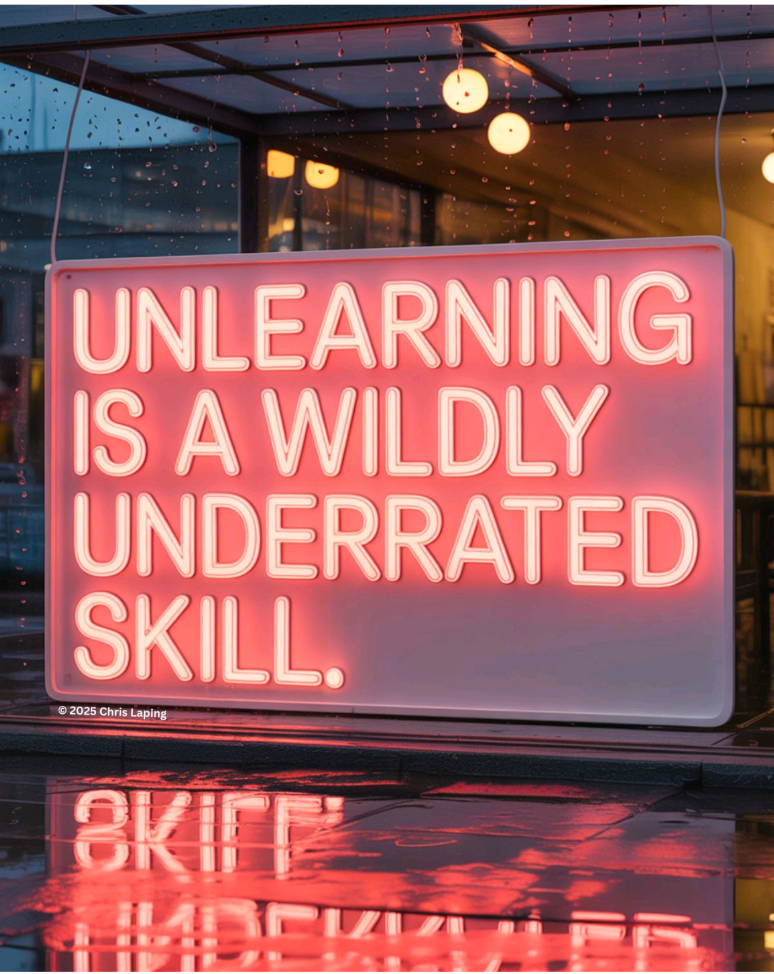 UNLEARNING
IS A WILDLY
UNDERRATED
SKILL.
© 2025 Chris Laping